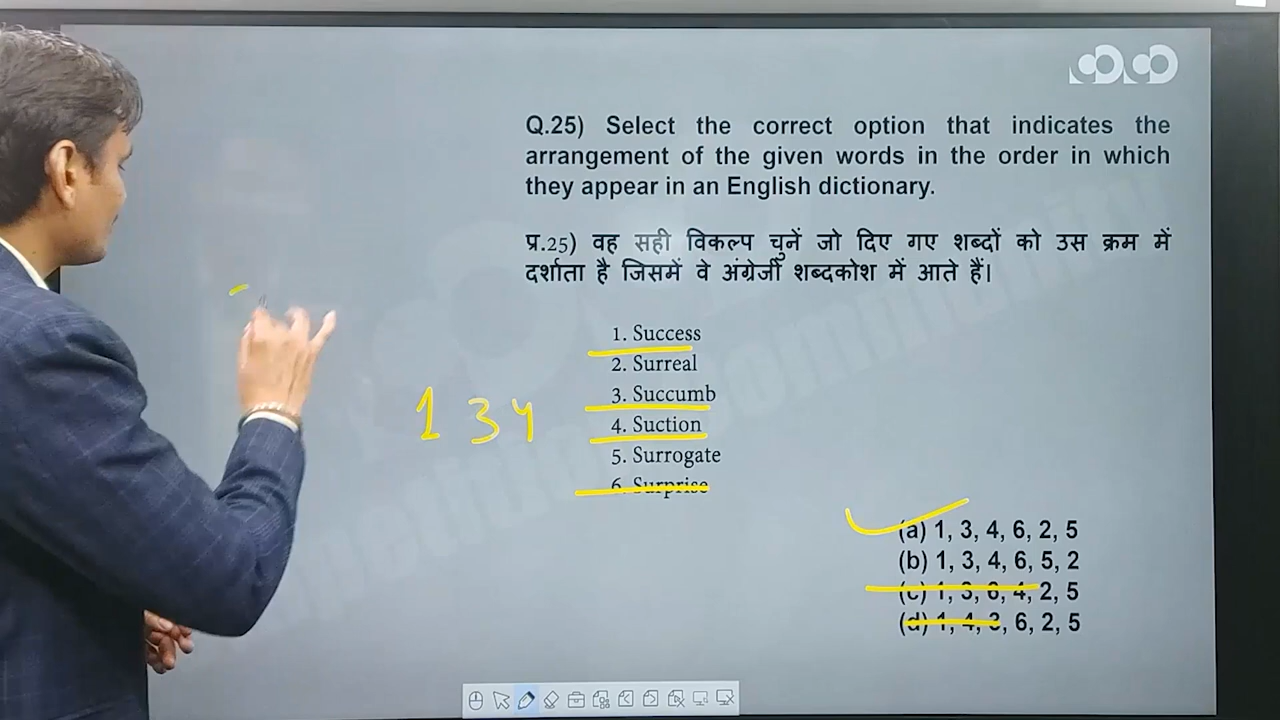 Q.25) Select the correct option that indicates the
arrangement of the given words in the order in which
they appear in an English dictionary.
प्र.25) वह सही विकल्प चुनें जो दिए गए शब्दों को उस क्रम में
दर्शाता है जिसमें वे अंग्रेजी शब्दकोश में आते हैं।
1. Success
2. Surreal
3. Succumb
4. Suction
5. Surrogate
6. Surprise
1 3 4
(a) 1, 3, 4, 6, 2, 5
(b) 1, 3, 4, 6, 5, 2
(c) 1, 3, 6, 4, 2, 5
(d) 1, 4, 3, 6, 2, 5